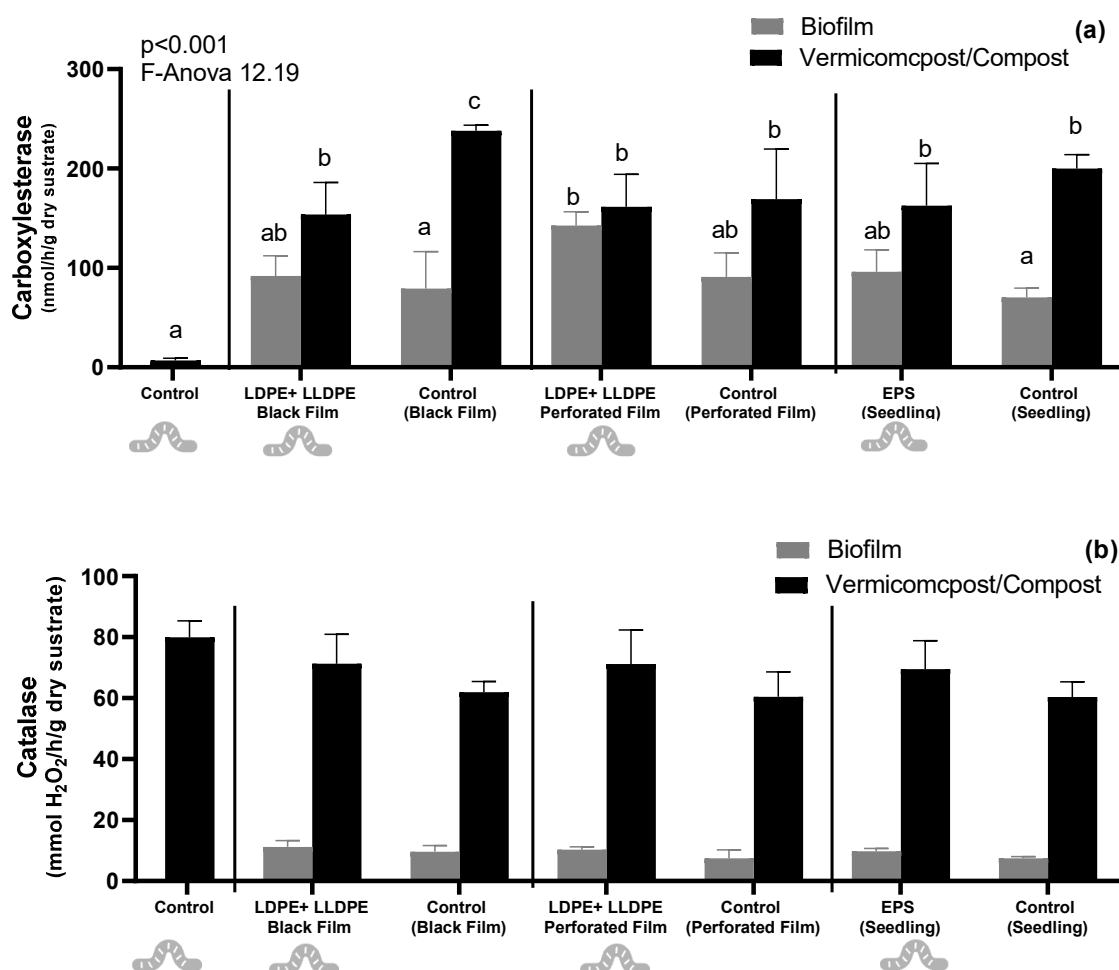 Biofilm
(a)
Vermicomcpost/Compost
p<0.001
F-Anova 12.19
Carboxylesterase
(nmol/h/g dry sustrate)
300
200
100
0
a
ab
b
a
c
b
b
ab
b
ab
b
a
b
Control
LDPE+ LLDPE
Black Film
Control
(Black Film)
LDPE+ LLDPE
Perforated Film
Control
(Perforated Film)
EPS
(Seedling)
Control
(Seedling)
Biofilm
(b)
Vermicomcpost/Compost
Catalase
(mmol H₂O₂/h/g dry sustrate)
100
80
60
40
20
0
Control
LDPE+ LLDPE
Black Film
Control
(Black Film)
LDPE+ LLDPE
Perforated Film
Control
(Perforated Film)
EPS
(Seedling)
Control
(Seedling)